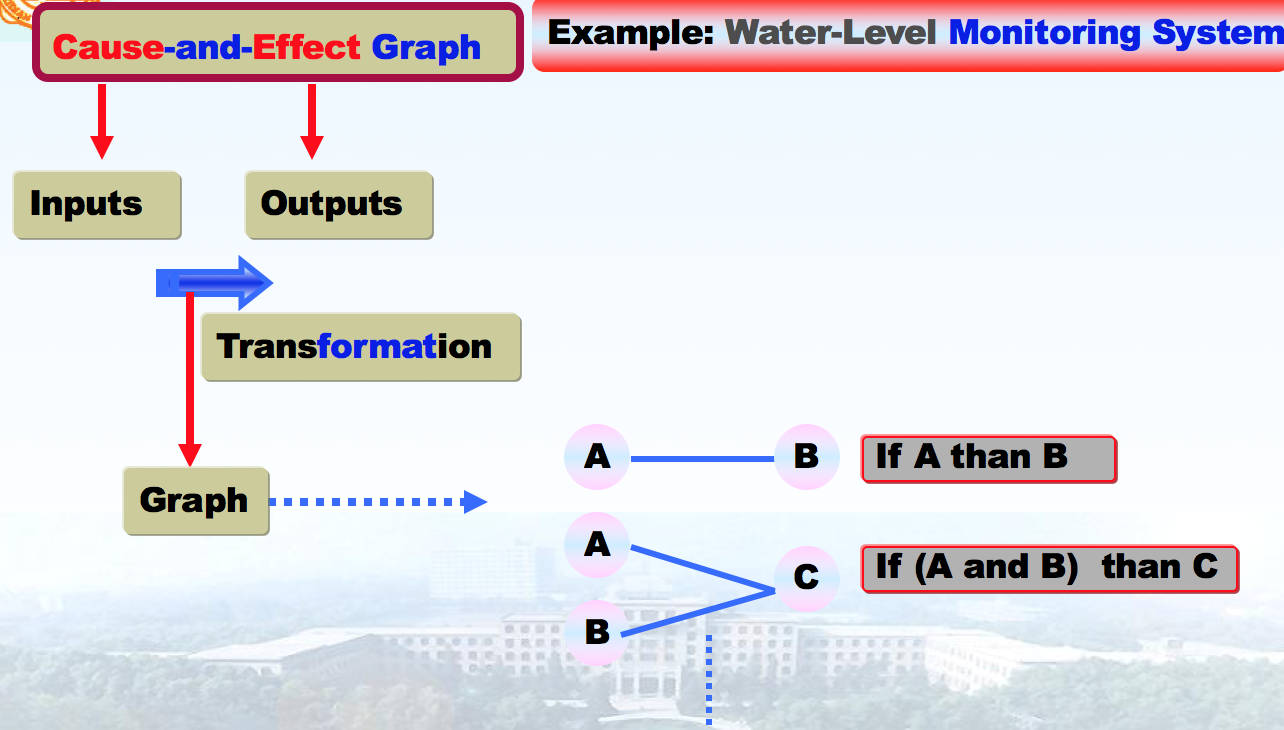 Cause-and-Effect Graph
Example: Water-Level Monitoring System
Inputs
Outputs
Transformation
Graph
A
B
If A than B
A
B
C
If (A and B) than C